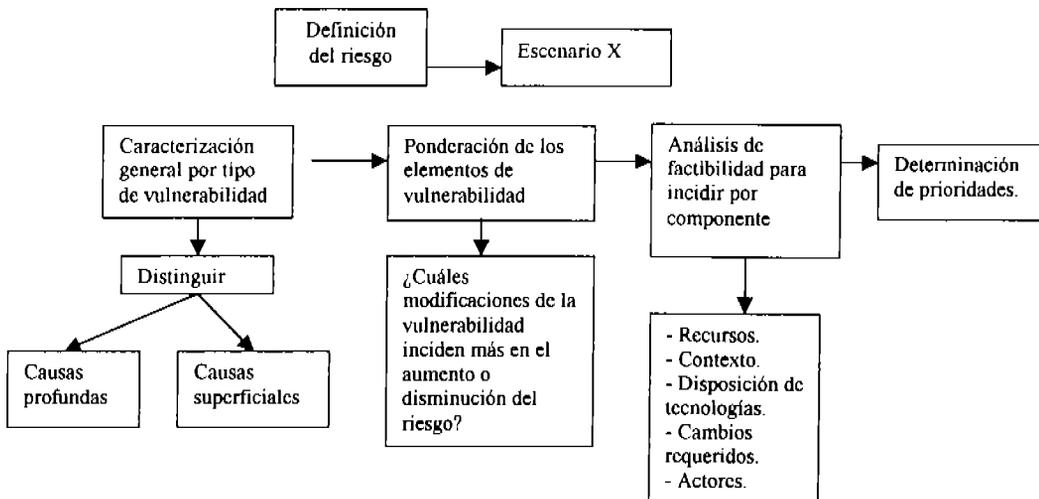 Definición
del riesgo
Escenario X
Caracterización
general por tipo
de vulnerabilidad
Ponderación de los
elementos de
vulnerabilidad
Análisis de
factibilidad para
incidir por
componente
Determinación
de prioridades.
Distinguir
¿Cuáles
modificaciones de la
vulnerabilidad
inciden más en el
aumento o
disminución del
riesgo?
Causas
profundas
Causas
superficiales
- Recursos.
- Contexto.
- Disposición de
tecnologías.
- Cambios
requeridos.
- Actores.